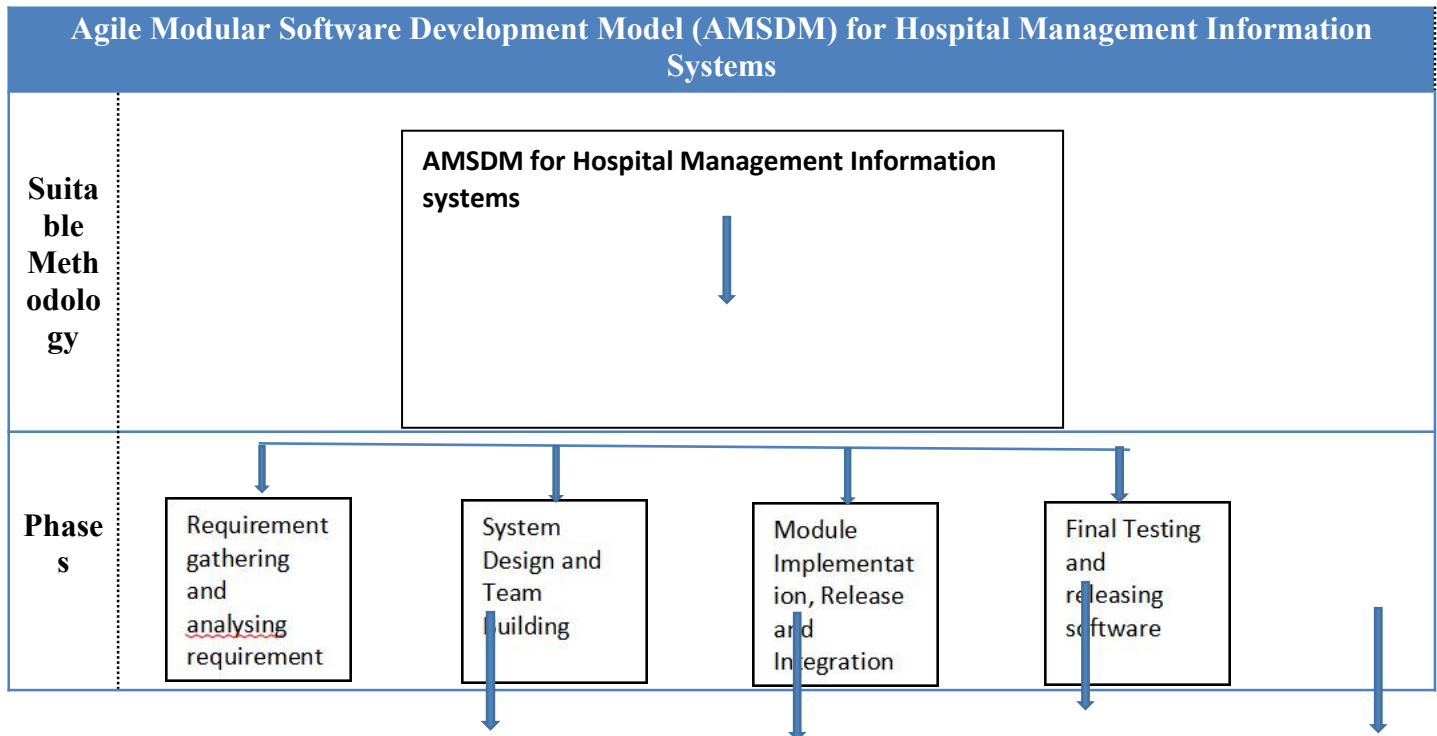 Agile Modular Software Development Model (AMSDM) for Hospital Management Information
Systems
Suita
ble
Meth
odolo
gy
AMSDM for Hospital Management Information
systems
Phase
s
Requirement
gathering
and
analysing
requirement
System
Design and
Team
Building
Module
Implementat
ion, Release
and
Integration
Final Testing
and
releasing
software